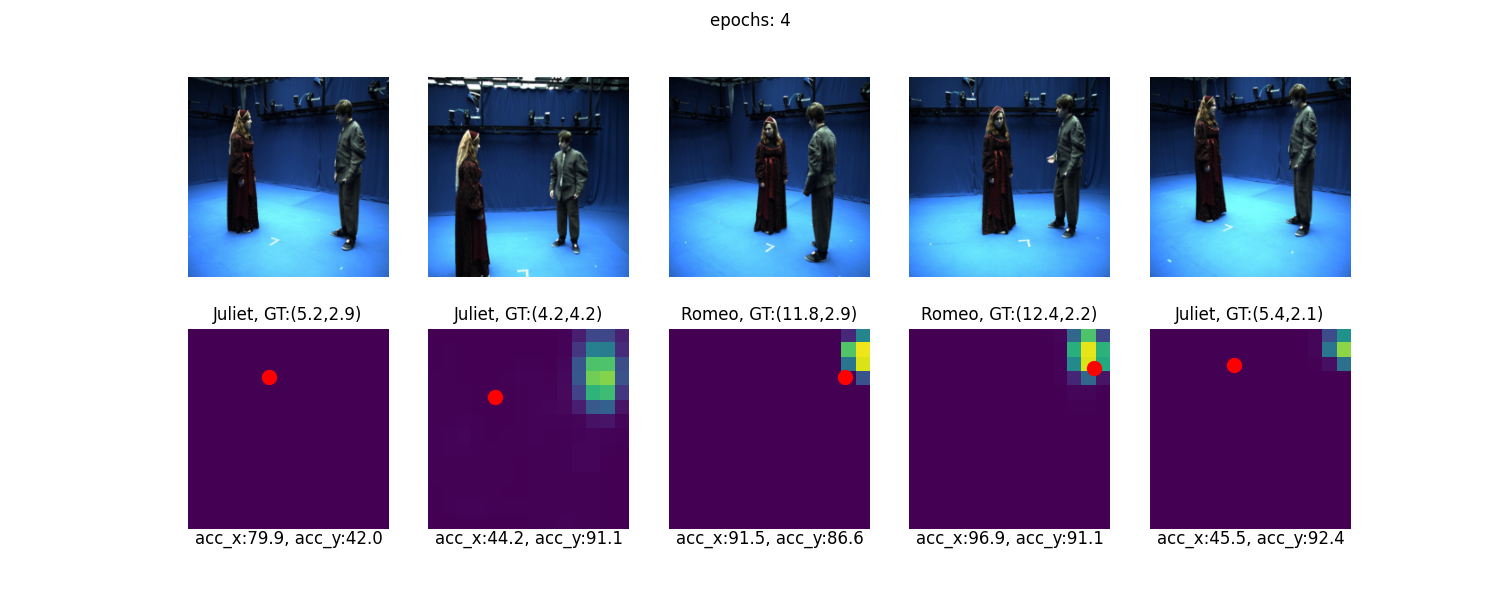 epochs: 4
Juliet, GT:(5.2,2.9)
Juliet, GT:(4.2,4.2)
Romeo, GT:(11.8,2.9)
Romeo, GT:(12.4,2.2)
Juliet, GT:(5.4,2.1)
acc_x:79.9, acc_y:42.0
acc_x:44.2, acc_y:91.1
acc_x:91.5, acc_y:86.6
acc_x:96.9, acc_y:91.1
acc_x:45.5, acc_y:92.4